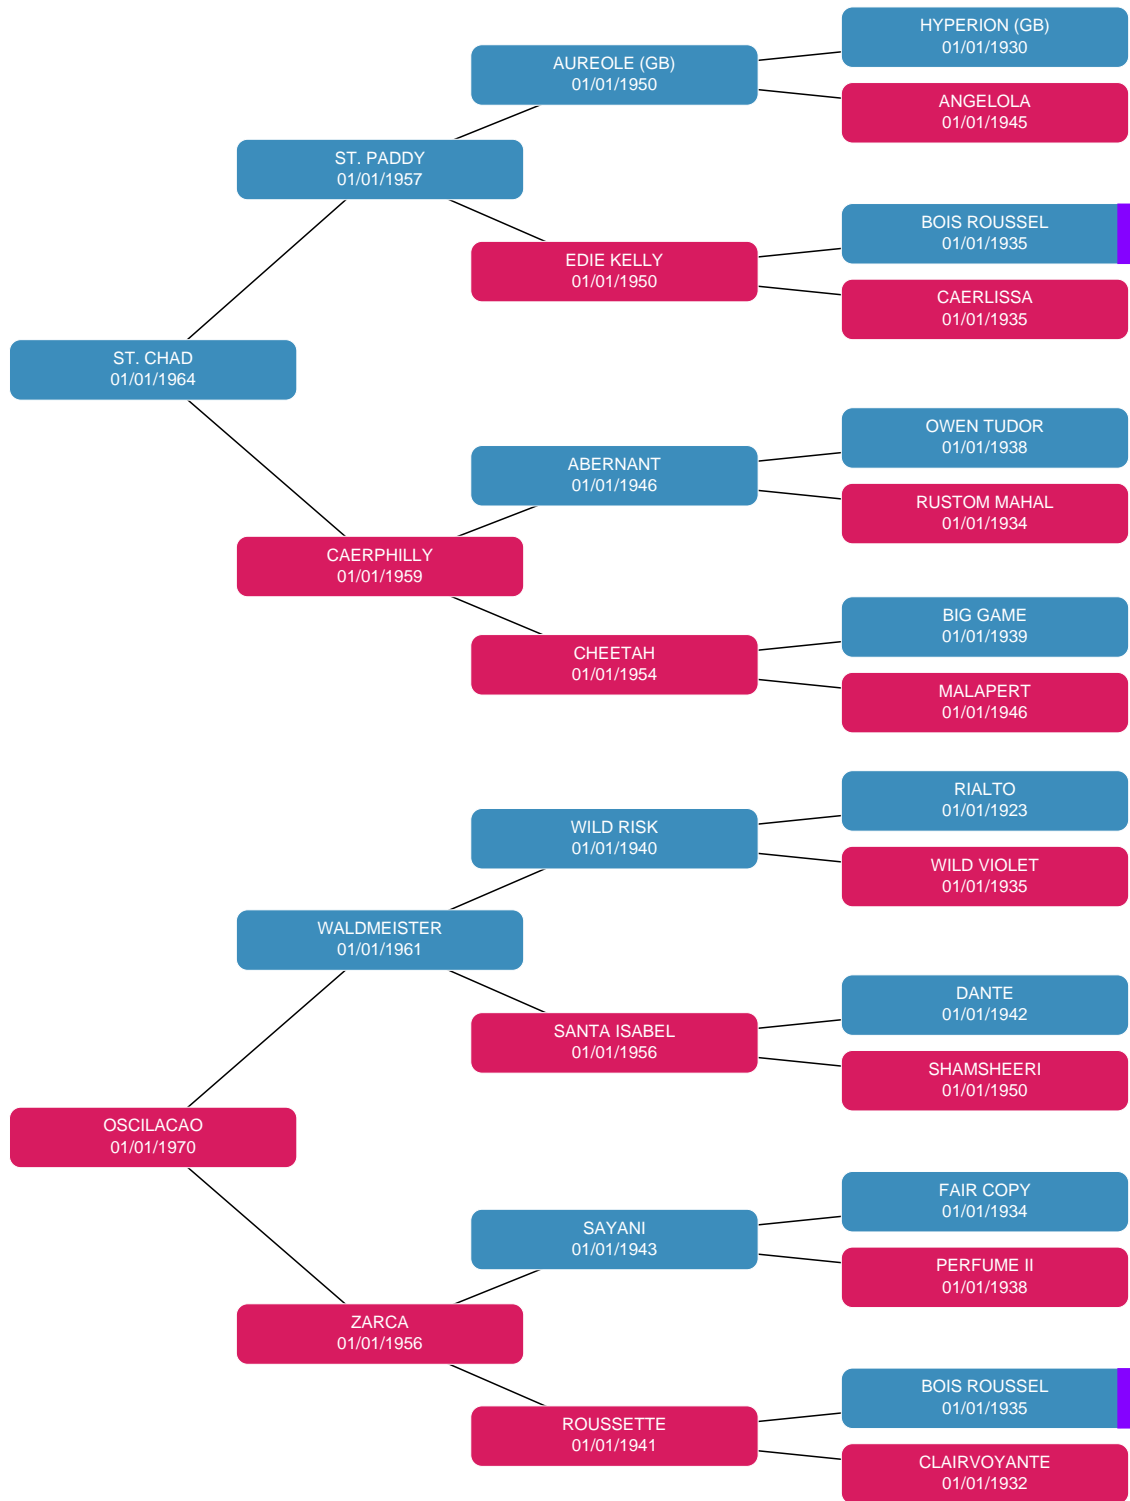 HYPERION (GB)
01/01/1930
AUREOLE (GB)
01/01/1950
ANGELOLA
01/01/1945
ST. PADDY
01/01/1957
BOIS ROUSSEL
01/01/1935
EDIE KELLY
01/01/1950
CAERLISSA
01/01/1935
ST. CHAD
01/01/1964
OWEN TUDOR
01/01/1938
ABERNANT
01/01/1946
RUSTOM MAHAL
01/01/1934
CAERPHILLY
01/01/1959
BIG GAME
01/01/1939
CHEETAH
01/01/1954
MALAPERT
01/01/1946
RIALTO
01/01/1923
WILD RISK
01/01/1940
WILD VIOLET
01/01/1935
WALDMEISTER
01/01/1961
DANTE
01/01/1942
SANTA ISABEL
01/01/1956
SHAMSHEERI
01/01/1950
OSCILACAO
01/01/1970
FAIR COPY
01/01/1934
SAYANI
01/01/1943
PERFUME II
01/01/1938
ZARCA
01/01/1956
BOIS ROUSSEL
01/01/1935
ROUSSETTE
01/01/1941
CLAIRVOYANTE
01/01/1932